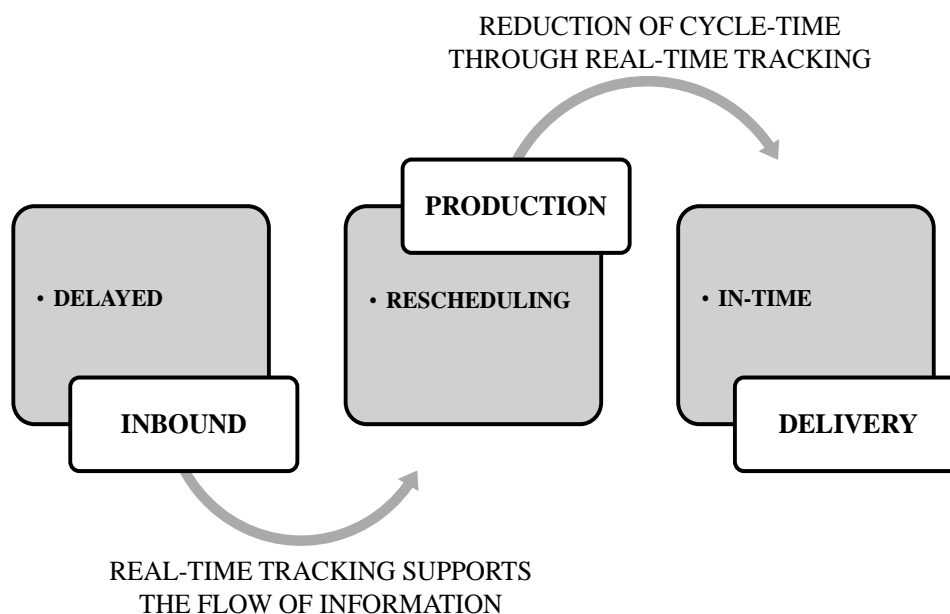 REDUCTION OF CYCLE-TIME
THROUGH REAL-TIME TRACKING
PRODUCTION
• DELAYED
• RESCHEDULING
• IN-TIME
INBOUND
DELIVERY
REAL-TIME TRACKING SUPPORTS
THE FLOW OF INFORMATION